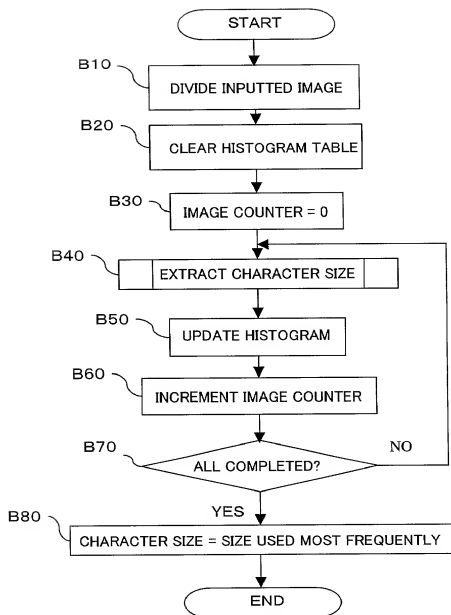 START
B10
DIVIDE INPUTTED IMAGE
B20
CLEAR HISTOGRAM TABLE
B30
IMAGE COUNTER = 0
B40
EXTRACT CHARACTER SIZE
B50
UPDATE HISTOGRAM
B60
INCREMENT IMAGE COUNTER
B70
ALL COMPLETED?
NO
YES
B80
CHARACTER SIZE = SIZE USED MOST FREQUENTLY
END